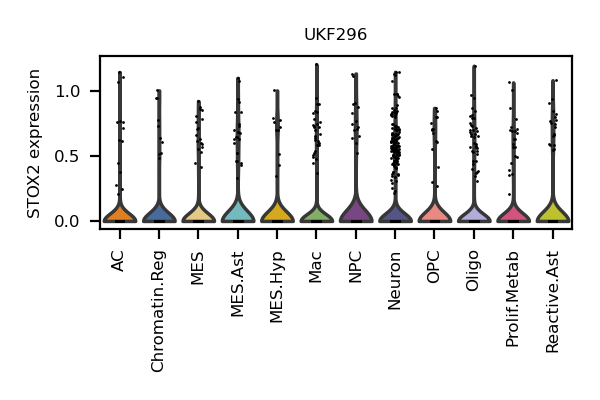 UKF296
STOX2 expression
1.0
0.5
0.0
AC
Chromatin.Reg
MES
MES.Ast
MES.Hyp
Mac
NPC
Neuron
OPC
Oligo
Prolif.Metab
Reactive.Ast